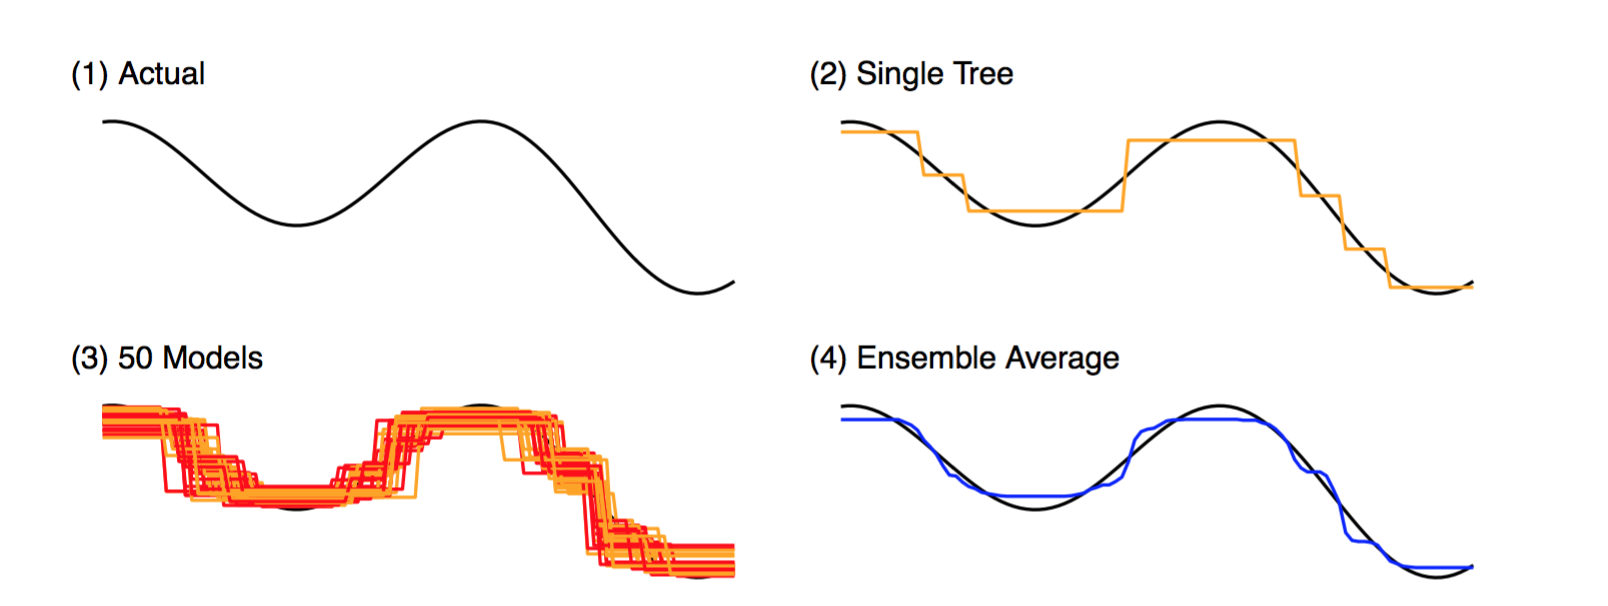 (1) Actual
(2) Single Tree
(3) 50 Models
(4) Ensemble Average